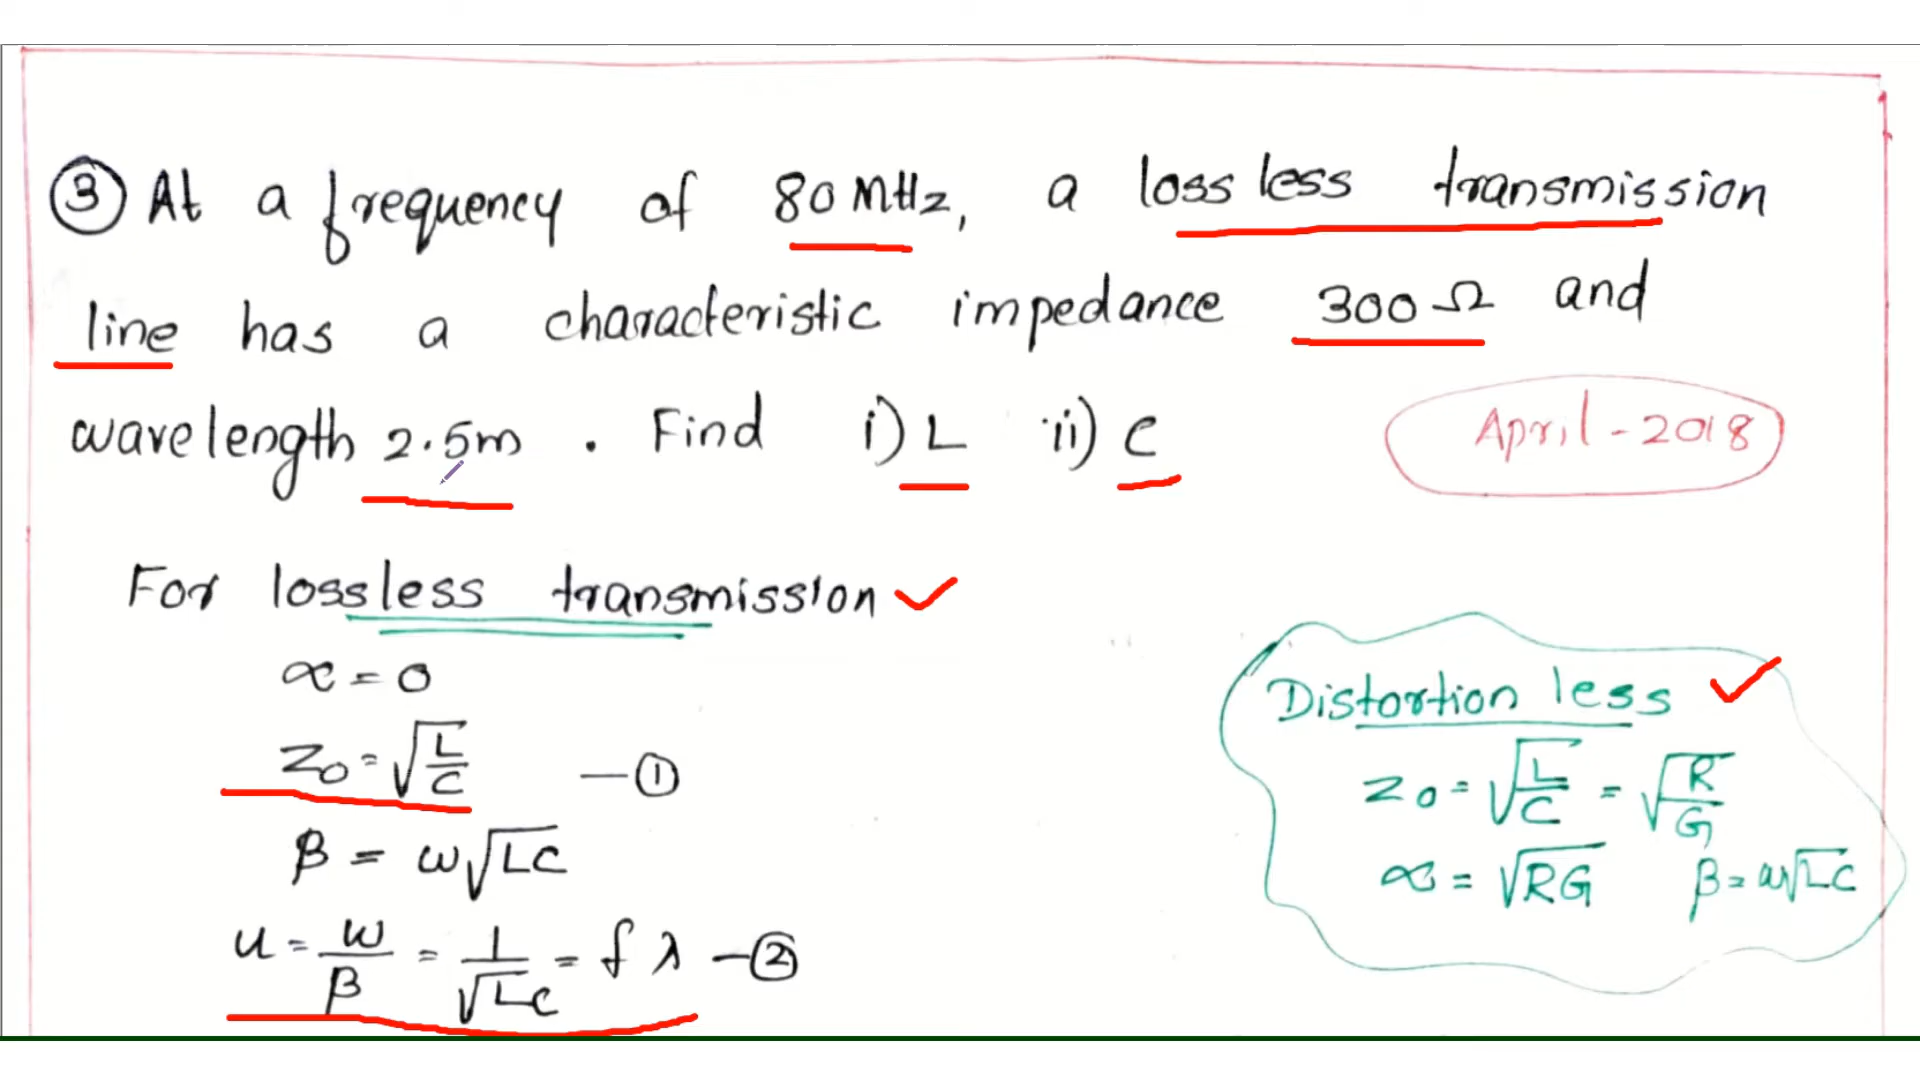 ③ At a frequency of 80 MHz, a loss less transmission
line has a characteristic impedance 300 Ω and
wavelength 2.5m . Find i) L ii) C
April - 2018
For lossless transmission ✓
α = 0
Z₀ = √(L/C) — ①
β = ω√LC
u = ω/β = 1/√LC = f λ — ②
Distortion less ✓
Z₀ = √(L/C) = √(R/G)
α = √RG β = ω√LC